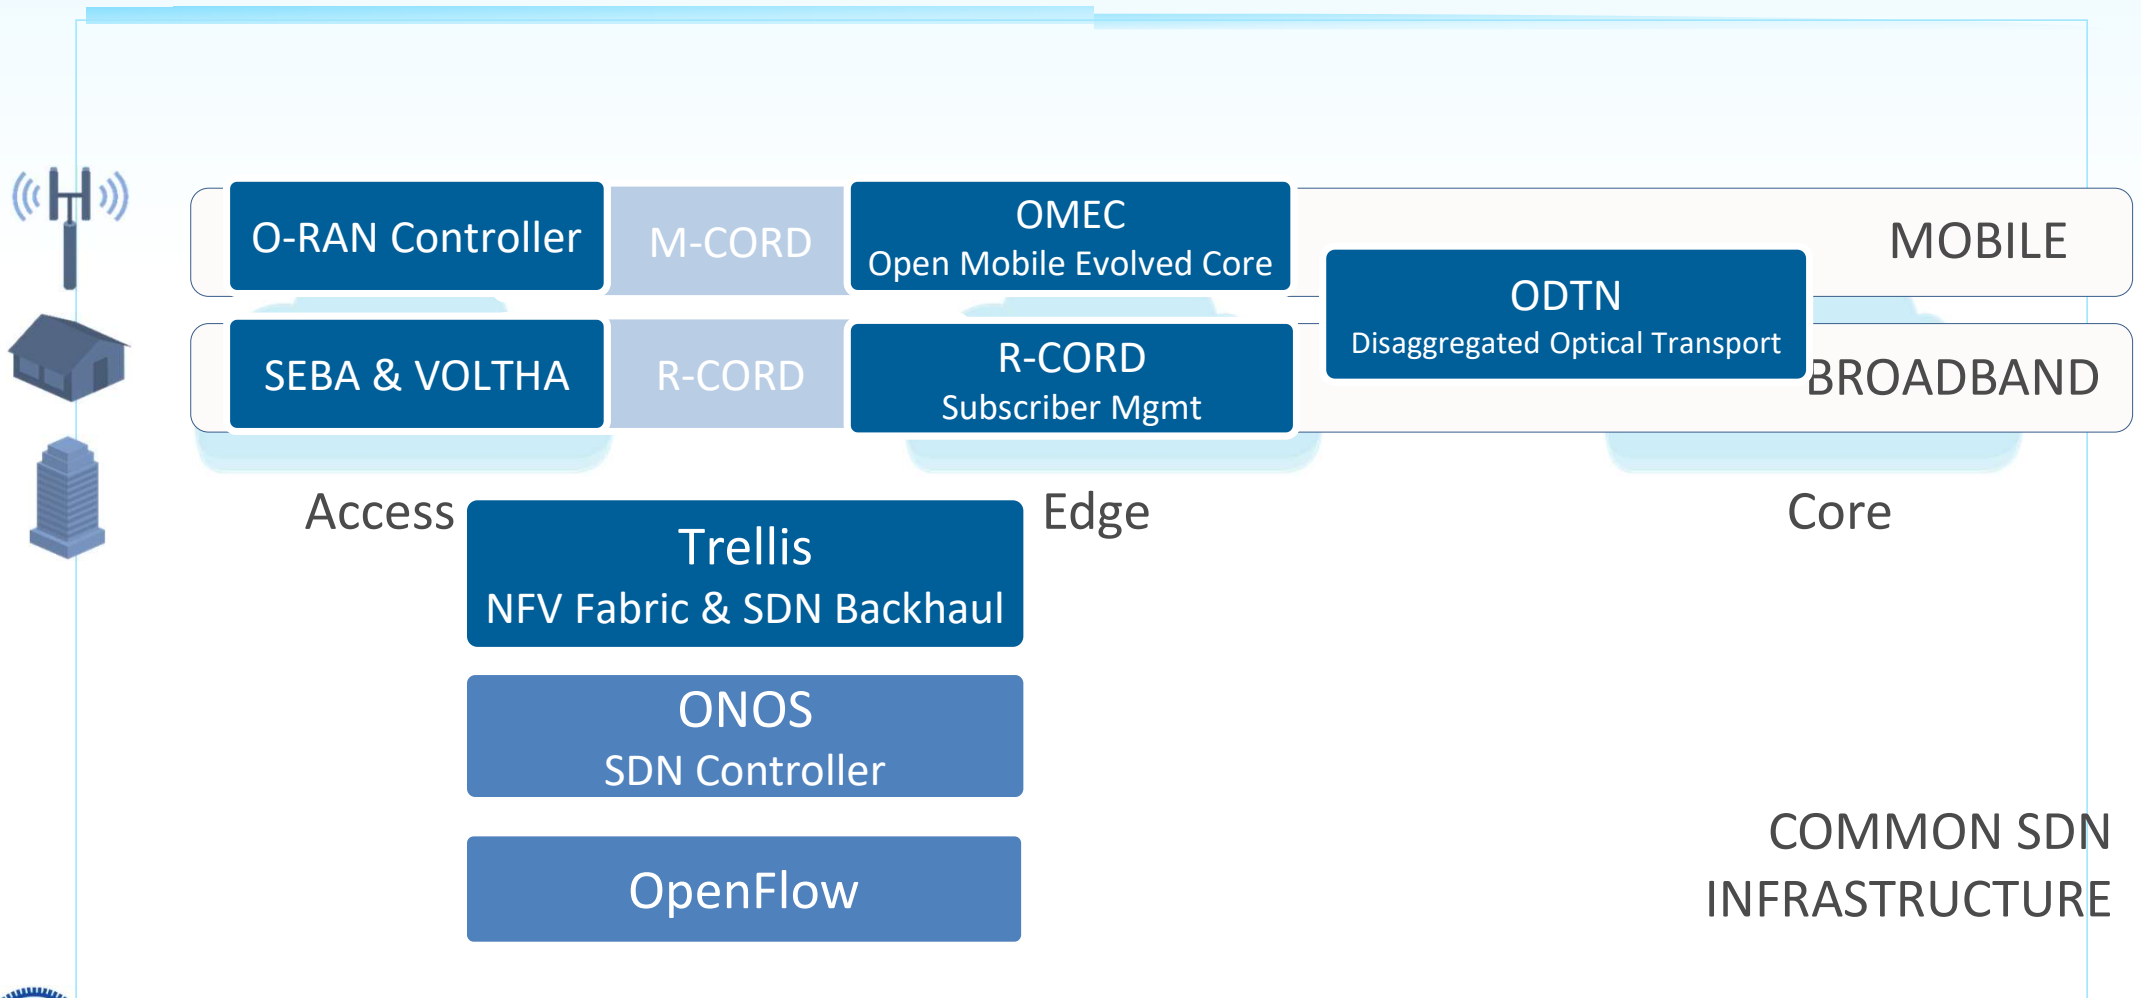 O-RAN Controller
M-CORD
OMEC
Open Mobile Evolved Core
MOBILE
ODTN
Disaggregated Optical Transport
SEBA & VOLTHA
R-CORD
R-CORD
Subscriber Mgmt
BROADBAND
Access
Edge
Core
Trellis
NFV Fabric & SDN Backhaul
ONOS
SDN Controller
OpenFlow
COMMON SDN
INFRASTRUCTURE